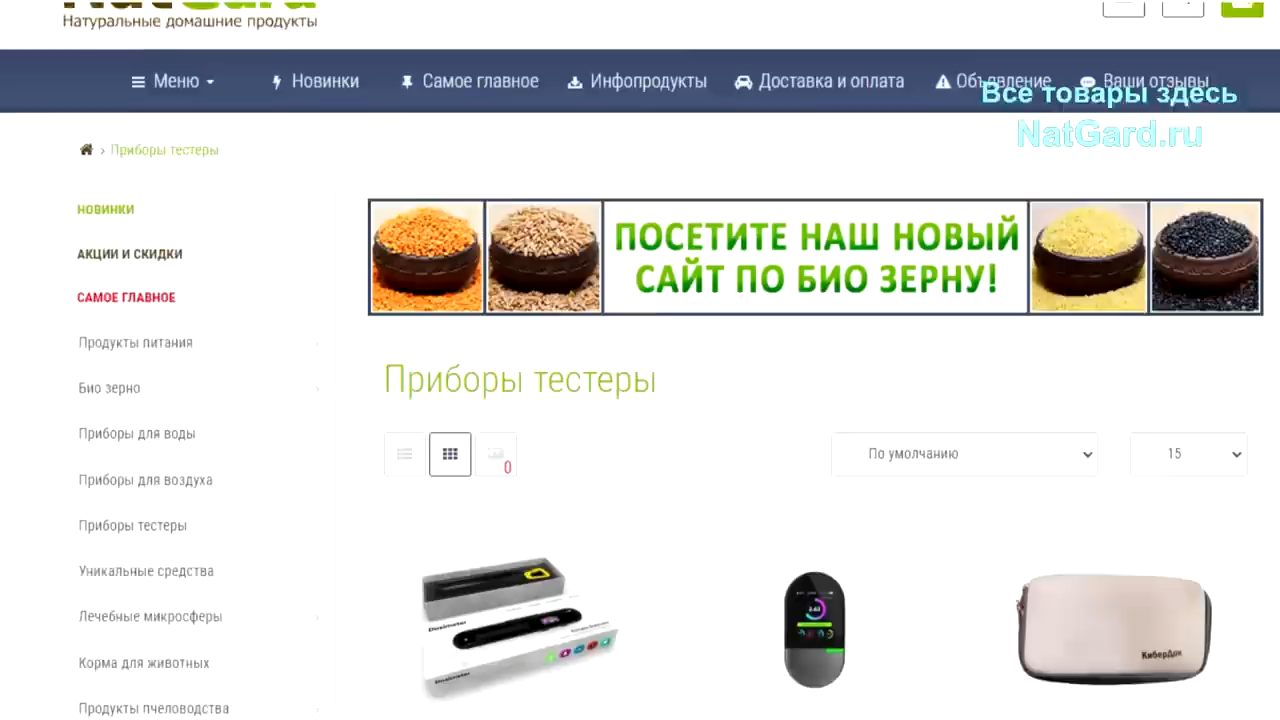 NatGard
Натуральные домашние продукты
Меню
Новинки
Самое главное
Инфопродукты
Доставка и оплата
Объявление
Ваши отзывы
Все товары здесь
NatGard.ru
› Приборы тестеры
НОВИНКИ
АКЦИИ И СКИДКИ
САМОЕ ГЛАВНОЕ
Продукты питания
Био зерно
Приборы для воды
Приборы для воздуха
Приборы тестеры
Уникальные средства
Лечебные микросферы
Корма для животных
Продукты пчеловодства
ПОСЕТИТЕ НАШ НОВЫЙ
САЙТ ПО БИО ЗЕРНУ!
Приборы тестеры
0
По умолчанию
15
Dosimeter
Dosimeter
КиберДок